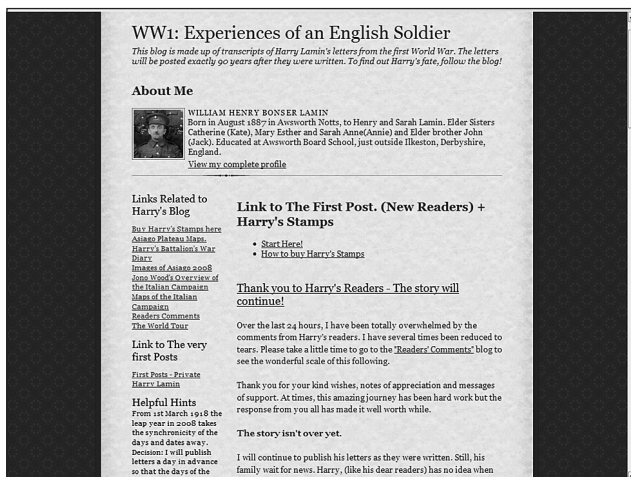 WW1: Experiences of an English Soldier
This blog is made up of transcripts of Harry Lamin's letters from the first World War. The letters
will be posted exactly 90 years after they were written. To find out Harry's fate, follow the blog!
About Me
WILLIAM HENRY BONSER LAMIN
Born in August 1887 in Awsworth Notts, to Henry and Sarah Lamin. Elder Sisters
Catherine (Kate), Mary Esther and Sarah Anne(Annie) and Elder brother John
(Jack). Educated at Awsworth Board School, just outside Ilkeston, Derbyshire,
England.
View my complete profile
Links Related to
Harry's Blog
Buy Harry's Stamps here
Asiago Plateau Maps.
Harry's Battalion's War
Diary
Images of Asiago 2008
Jono Wood's Overview of
the Italian Campaign
Maps of the Italian
Campaign
Readers Comments
The World Tour
Link to The very
first Posts
First Posts - Private
Harry Lamin
Helpful Hints
From 1st March 1918 the
leap year in 2008 takes
the synchronicity of the
days and dates away.
Decision: I will publish
letters a day in advance
so that the days of the
Link to The First Post. (New Readers) +
Harry's Stamps
• Start Here!
• How to buy Harry's Stamps
Thank you to Harry's Readers - The story will
continue!
Over the last 24 hours, I have been totally overwhelmed by the
comments from Harry's readers. I have several times been reduced to
tears. Please take a little time to go to the "Readers' Comments" blog to
see the wonderful scale of this following.
Thank you for your kind wishes, notes of appreciation and messages
of support. At times, this amazing journey has been hard work but the
response from you all has made it well worth while.
The story isn't over yet.
I will continue to publish his letters as they were written. Still, his
family wait for news. Harry, (like his dear readers) has no idea when